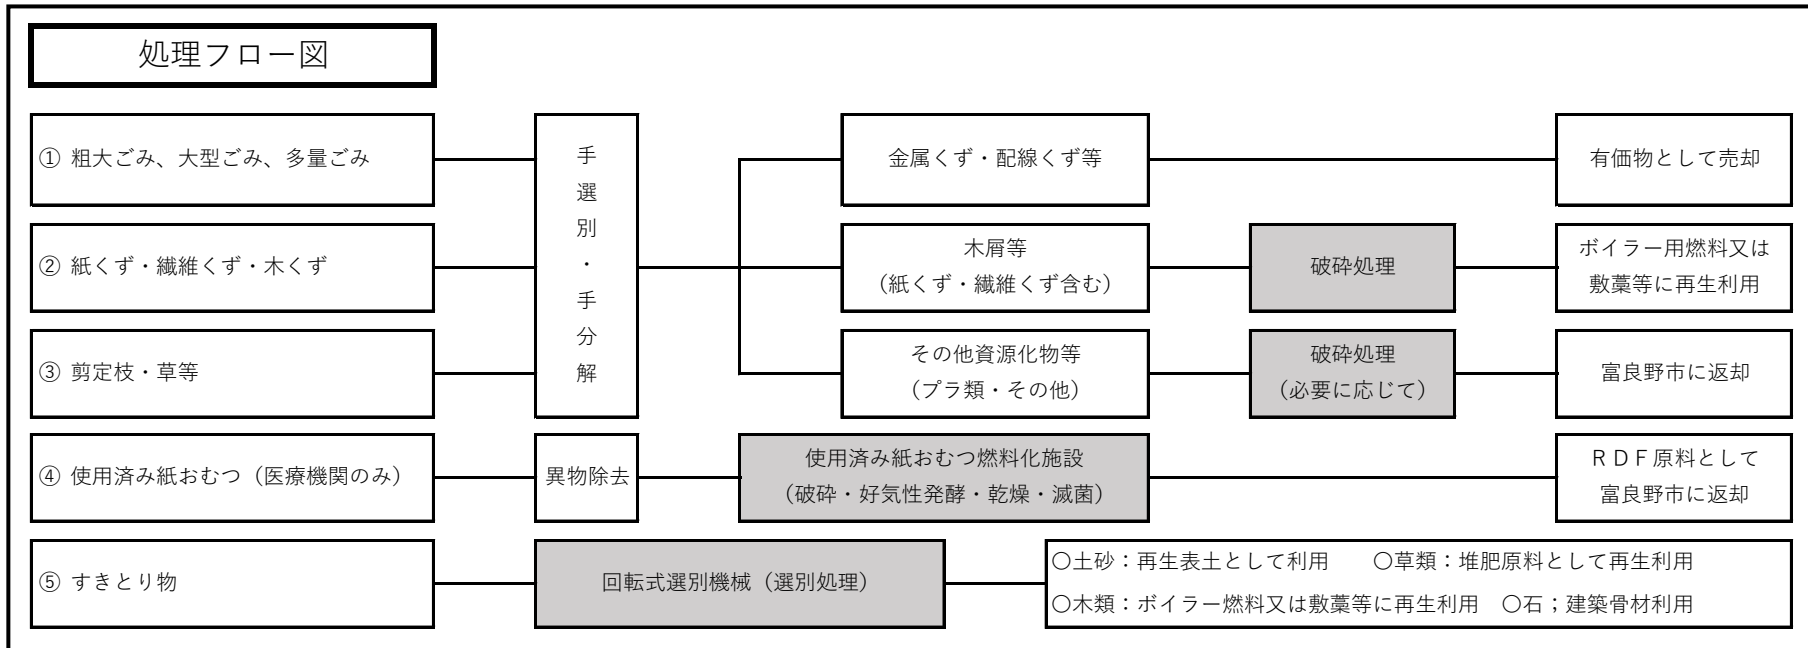 処理フロー図
① 粗大ごみ、大型ごみ、多量ごみ
手選別・手分解
金属くず・配線くず等
有価物として売却
② 紙くず・繊維くず・木くず
木屑等
（紙くず・繊維くず含む）
破砕処理
ボイラー用燃料又は
敷藁等に再生利用
③ 剪定枝・草等
その他資源化物等
（プラ類・その他）
破砕処理
（必要に応じて）
富良野市に返却
④ 使用済み紙おむつ（医療機関のみ）
異物除去
使用済み紙おむつ燃料化施設
（破砕・好気性発酵・乾燥・滅菌）
ＲＤＦ原料として
富良野市に返却
⑤ すきとり物
回転式選別機械（選別処理）
〇土砂：再生表土として利用　　〇草類：堆肥原料として再生利用
〇木類：ボイラー燃料又は敷藁等に再生利用　〇石；建築骨材利用